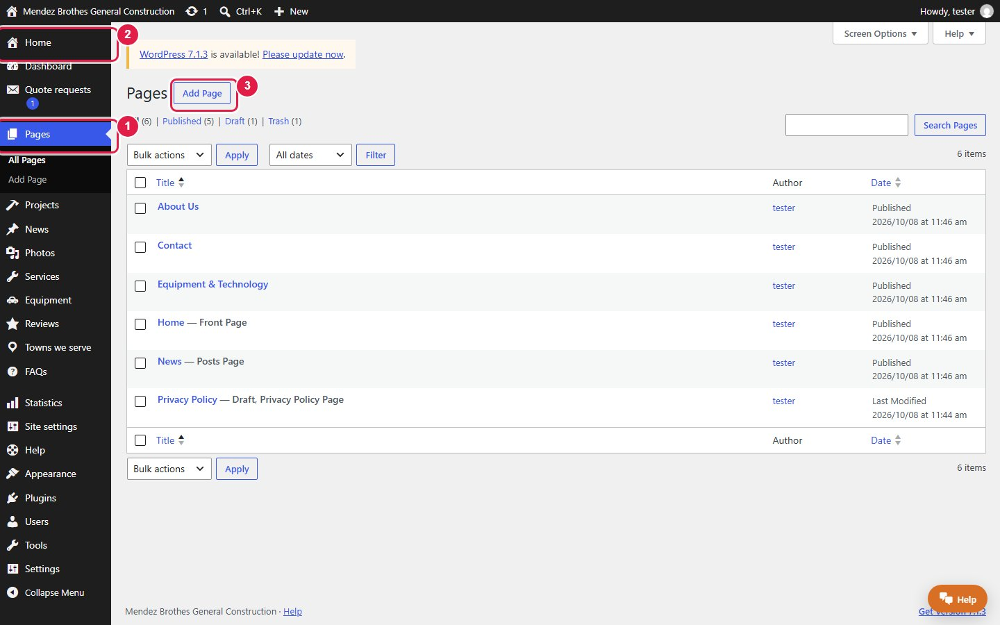 Mendez Brothes General Construction 1 Ctrl+K New Howdy, tester
Home 2
Dashboard
Quote requests
1
Pages 1
All Pages
Add Page
Projects
News
Photos
Services
Equipment
Reviews
Towns we serve
FAQs
Statistics
Site settings
Help
Appearance
Plugins
Users
Tools
Settings
Collapse Menu
Screen Options Help
WordPress 7.1.3 is available! Please update now.
Pages Add Page 3
(6) | Published (5) | Draft (1) | Trash (1)
Search Pages
Bulk actions Apply All dates Filter 6 items
Title Author Date
About Us tester Published
2026/10/08 at 11:46 am
Contact tester Published
2026/10/08 at 11:46 am
Equipment & Technology tester Published
2026/10/08 at 11:46 am
Home — Front Page tester Published
2026/10/08 at 11:46 am
News — Posts Page tester Published
2026/10/08 at 11:46 am
Privacy Policy — Draft, Privacy Policy Page tester Last Modified
2026/10/08 at 11:44 am
Title Author Date
Bulk actions Apply 6 items
Help
Mendez Brothes General Construction · Help Get Version 7.1.3